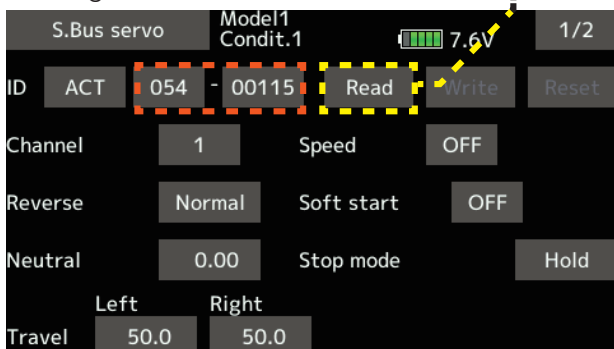 S.Bus servo Model1 Condit.1 7.6V 1/2
ID ACT 054 - 00115 Read Write Reset
Channel 1 Speed OFF
Reverse Normal Soft start OFF
Neutral 0.00 Stop mode Hold
Left Right
Travel 50.0 50.0